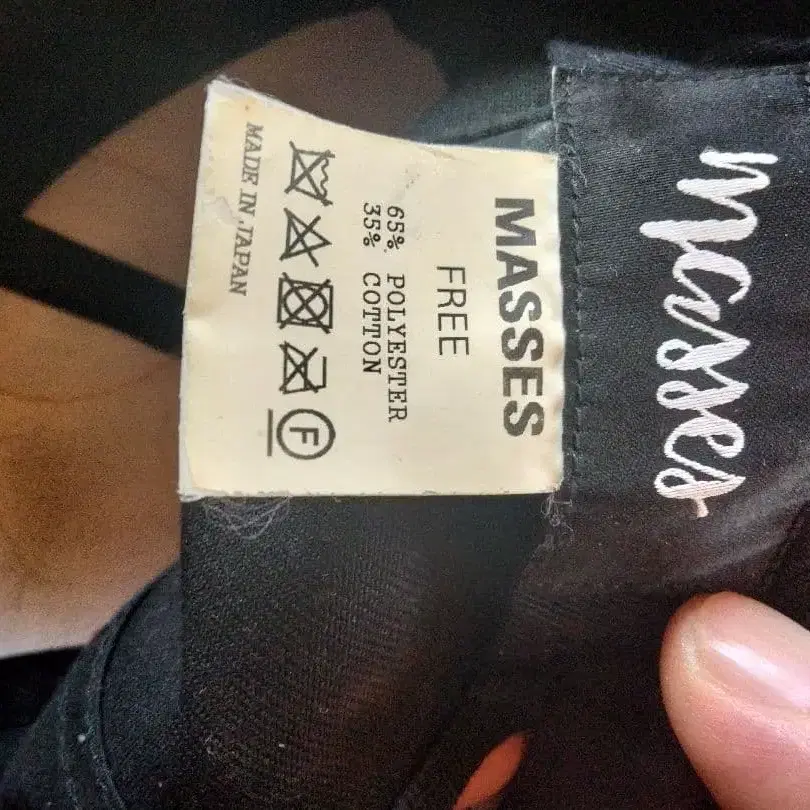 masses
MASSES
FREE
65% POLYESTER
35% COTTON
F
MADE IN JAPAN